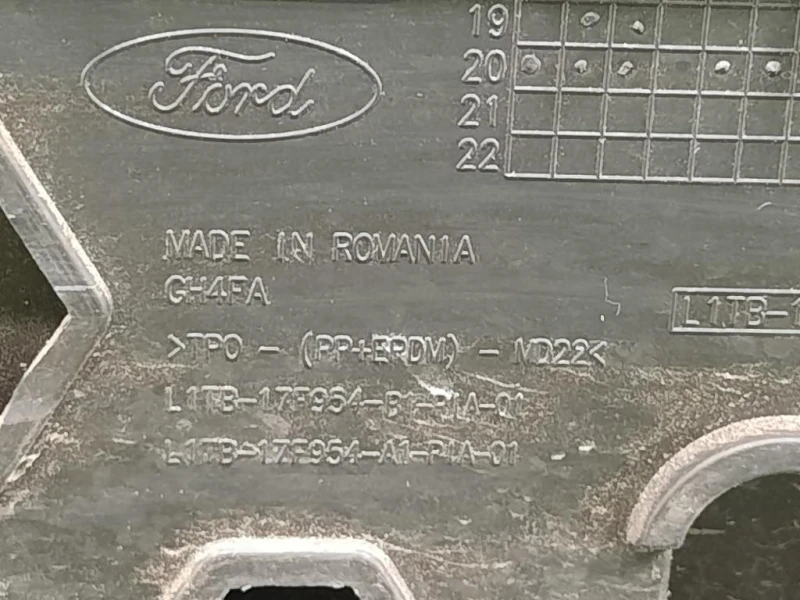 Ford
19
20
21
22
MADE IN ROMANIA
GH4FA
L1TB-1
>TPO - (PP+EPDM) - MD22<
L1TB-17F954-B1-PIA-01
L1TB-17F954-A1-PIA-01